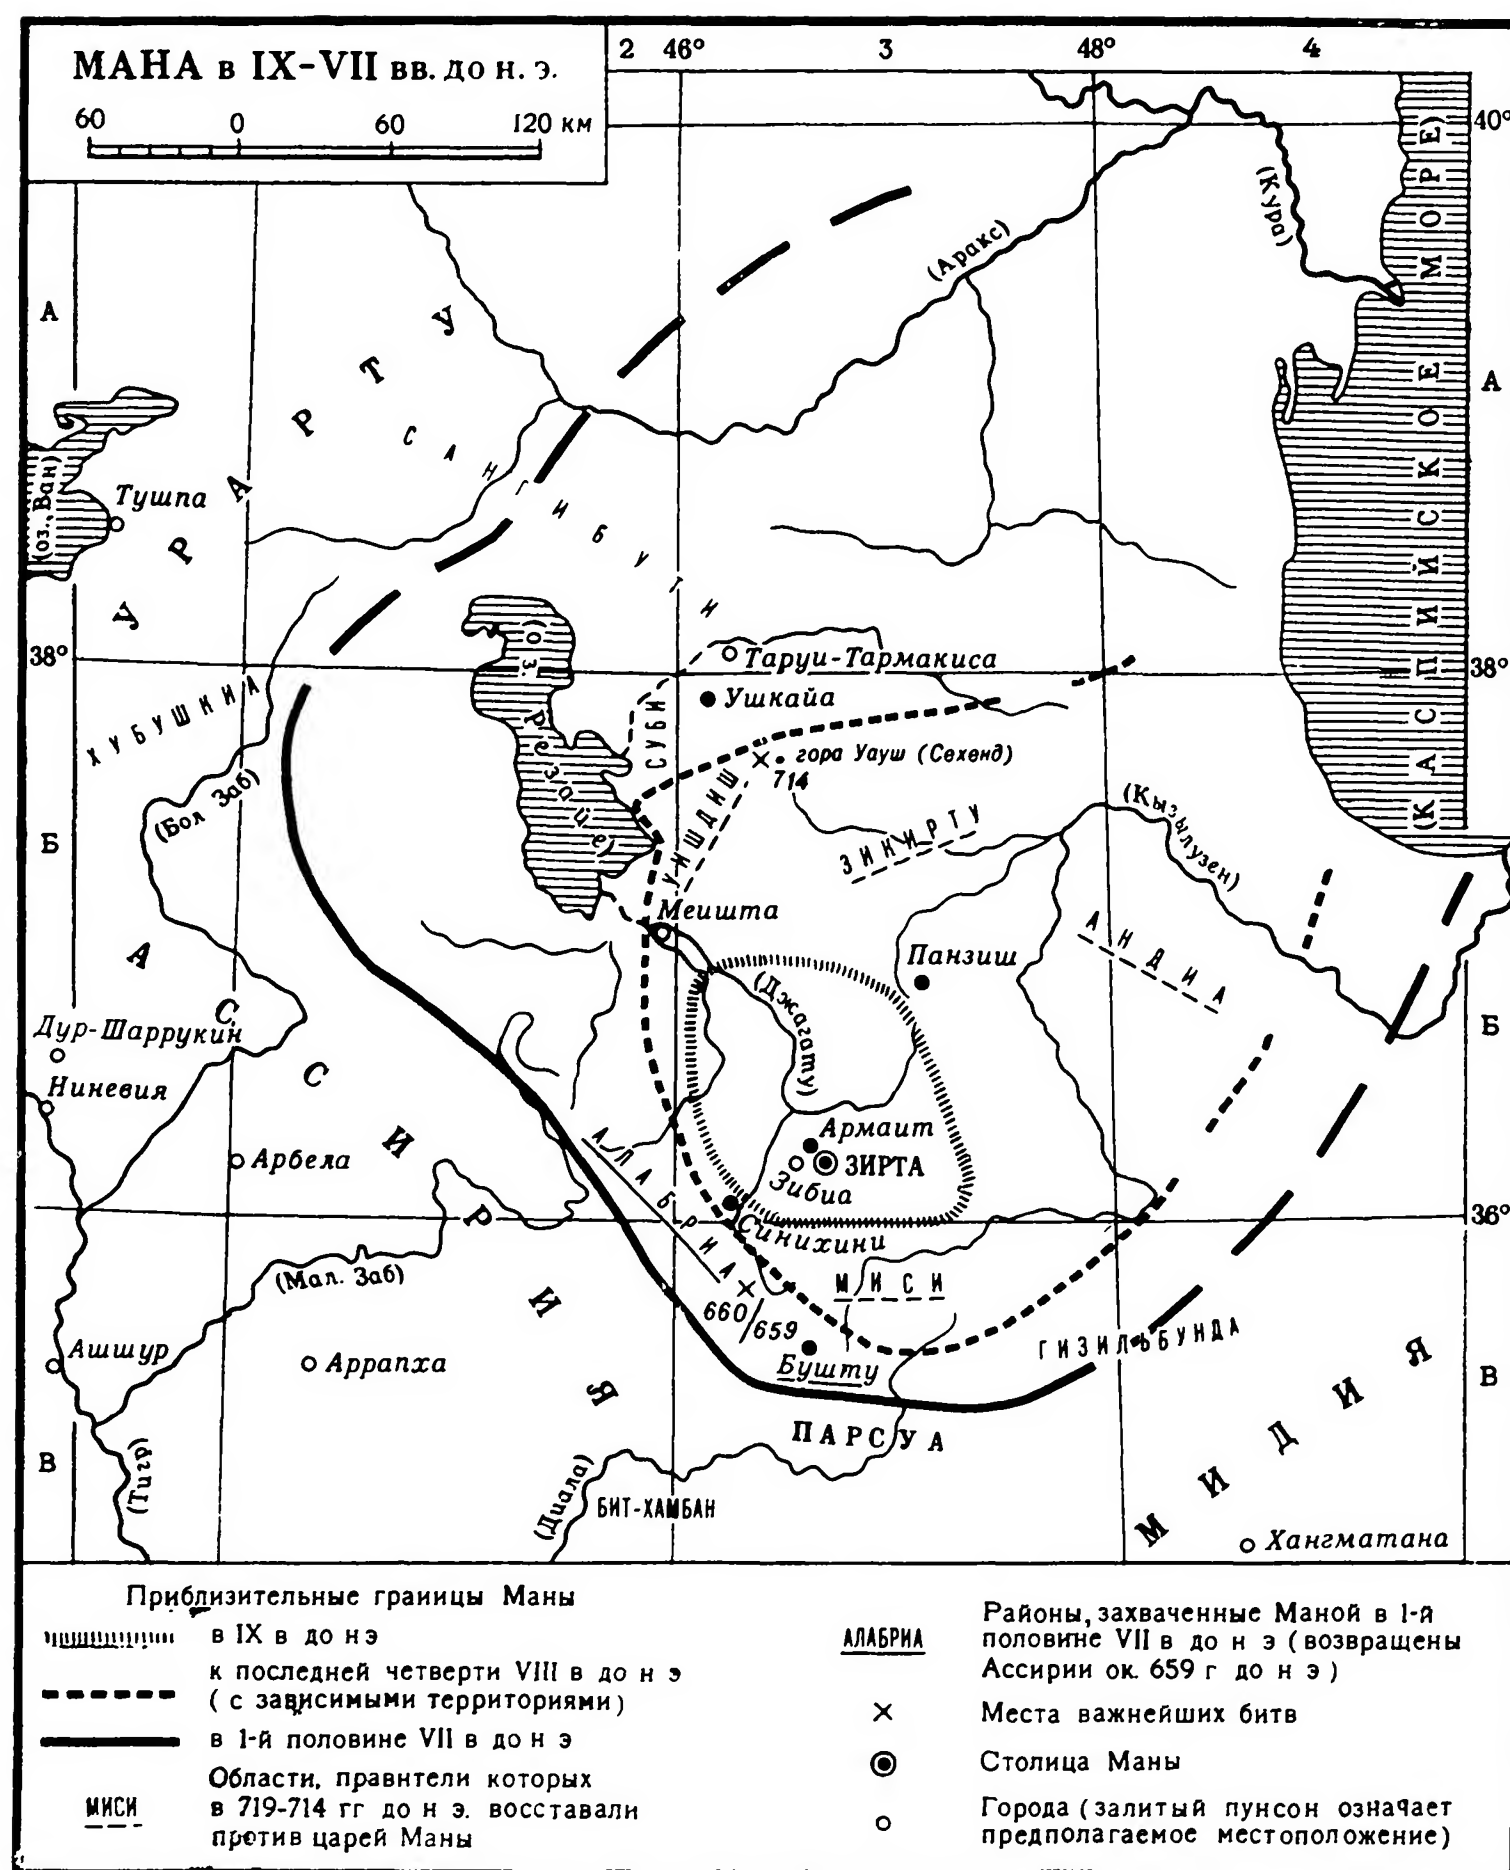 МАНА в IX-VII вв. до н. э.
60 0 60 120 км
2 46° 3 48° 4
40°
(Кура)
(Аракс)
(КАСПИЙСКОЕ МОРЕ)
А
А
УРАРТУ
САНГИБУТИ
(оз. Ван)
Тушпа
38°
38°
(оз. Резайе)
Таруи-Тармакиса
Ушкайа
СУБИ
гора Уауш (Сехенд)
714
ХУБУШКИА
(Бол Заб)
УИШДИШ
ЗИКИРТУ
(Кызылузен)
Б
Меишта
АНДИА
Панзиш
(Джагату)
Б
Дур-Шаррукин
Ниневия
АССИРИЯ
Армаит
ЗИРТА
Зибиа
Арбела
АЛАБРИА
Синихини
36°
(Мал. Заб)
МИСИ
660/659
ГИЗИЛЬБУНДА
Бушту
Ашшур
Аррапха
В
ПАРСУА
МИДИЯ
В
(Тигр)
(Диала)
БИТ-ХАМБАН
Хангматана
Приблизительные границы Маны
в IX в до н э
к последней четверти VIII в до н э
(с зависимыми территориями)
в 1-й половине VII в до н э
МИСИ
Области, правители которых
в 719-714 гг до н э. восставали
против царей Маны
АЛАБРИА
Районы, захваченные Маной в 1-й
половине VII в до н э (возвращены
Ассирии ок. 659 г до н э)
Места важнейших битв
Столица Маны
Города (залитый пунсон означает
предполагаемое местоположение)